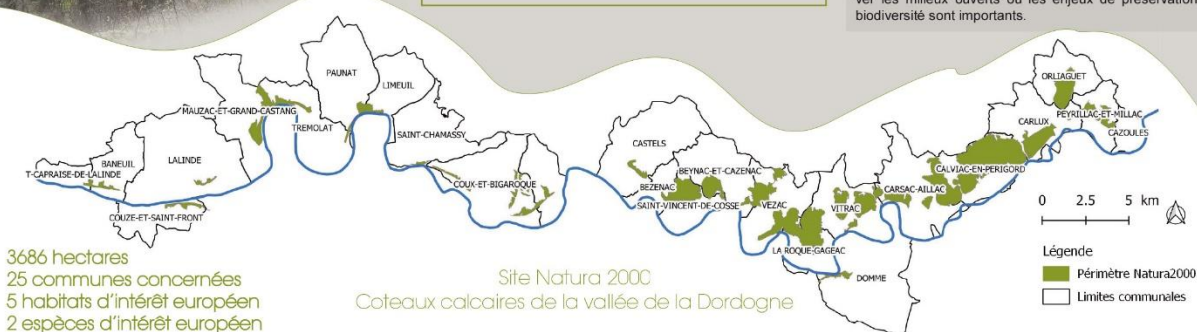 ver les milieux ouverts où les enjeux de préservation
biodiversité sont importants.
ORLIAGUET
PAUNAT
LIMEUIL
PEYRILLAC-ET-MILLAC
MAUZAC-ET-GRAND-CASTANG
CARLUX
CAZOULES
TREMOLAT
SAINT-CHAMASSY
CASTELS
BANEUIL
LALINDE
BEYNAC-ET-CAZENAC
CALVIAC-EN-PERIGORD
T-CAPRAISE-DE-LALINDE
COUX-ET-BIGAROQUE
BEZENAC
CARSAC-AILLAC
SAINT-VINCENT-DE-COSSE
VEZAC
VITRAC
COUZE-ET-SAINT-FRONT
0 2.5 5 km
LA ROQUE-GAGEAC
DOMME
3686 hectares
25 communes concernées
5 habitats d'intérêt européen
2 espèces d'intérêt européen
Site Natura 2000
Coteaux calcaires de la vallée de la Dordogne
Légende
Périmètre Natura2000
Limites communales